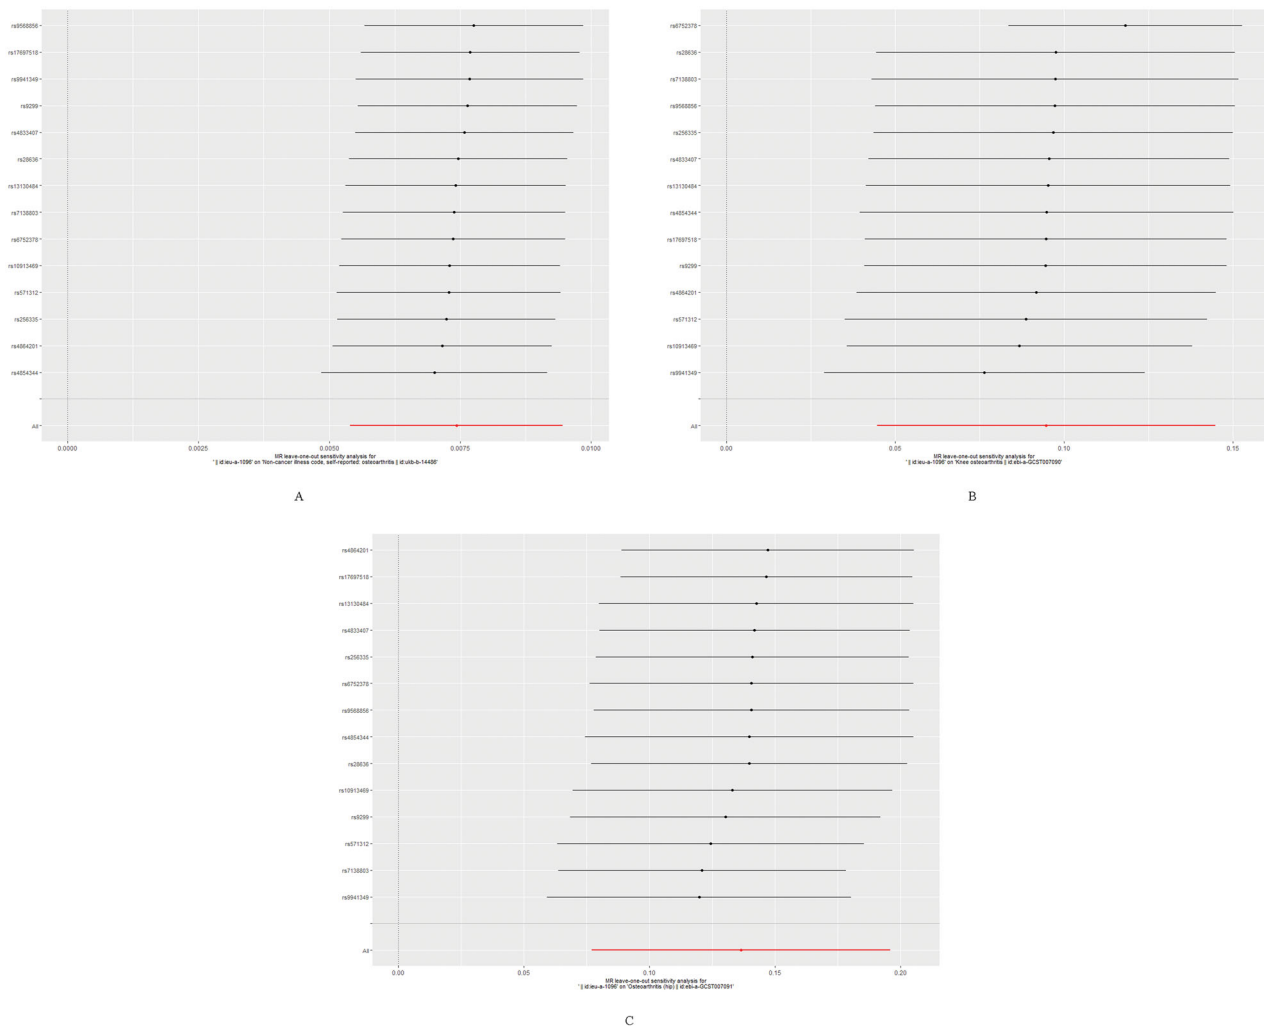 rs9568856
rs17697518
rs9941349
rs9299
rs4833407
rs28636
rs13130484
rs7138803
rs6752378
rs10913469
rs571312
rs256335
rs4864201
rs4854344
All
0.0000 0.0025 0.0050 0.0075 0.0100
MR leave-one-out sensitivity analysis for
' || id:ieu-a-1096' on 'Non-cancer illness code, self-reported: osteoarthritis || id:ukb-b-14486'
A
rs6752378
rs28636
rs7138803
rs9568856
rs256335
rs4833407
rs13130484
rs4854344
rs17697518
rs9299
rs4864201
rs571312
rs10913469
rs9941349
All
0.00 0.05 0.10 0.15
MR leave-one-out sensitivity analysis for
' || id:ieu-a-1096' on 'Knee osteoarthritis || id:ebi-a-GCST007090'
B
rs4864201
rs17697518
rs13130484
rs4833407
rs256335
rs6752378
rs9568856
rs4854344
rs28636
rs10913469
rs9299
rs571312
rs7138803
rs9941349
All
0.00 0.05 0.10 0.15 0.20
MR leave-one-out sensitivity analysis for
' || id:ieu-a-1096' on 'Osteoarthritis (hip) || id:ebi-a-GCST007091'
C